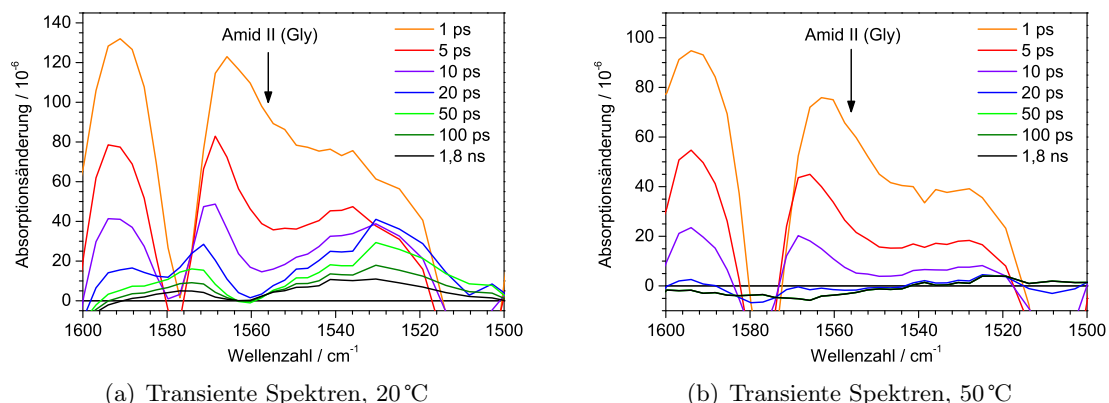 140
120
100
80
60
40
20
0
Absorptionsänderung / 10⁻⁶
Amid II (Gly)
1 ps
5 ps
10 ps
20 ps
50 ps
100 ps
1,8 ns
1600 1580 1560 1540 1520 1500
Wellenzahl / cm⁻¹
(a) Transiente Spektren, 20 °C
100
80
60
40
20
0
Absorptionsänderung / 10⁻⁶
Amid II (Gly)
1 ps
5 ps
10 ps
20 ps
50 ps
100 ps
1,8 ns
1600 1580 1560 1540 1520 1500
Wellenzahl / cm⁻¹
(b) Transiente Spektren, 50 °C